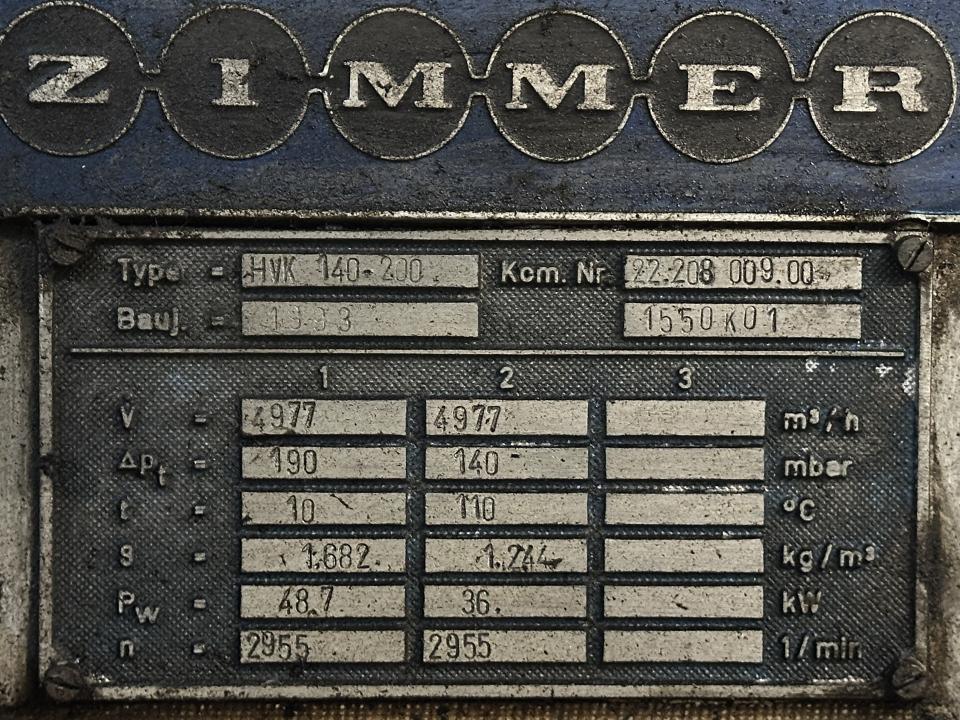 ZIMMER
Type = HVK 140-200 Kom. Nr. 22.208 009.00
Bauj. = 1993 1550 K01
1 2 3
V̇ = 4977 4977 m³/h
Δpt = 190 140 mbar
t = 10 110 °C
ϱ = 1.682 1.244 kg/m³
Pw = 48.7 36. kW
n = 2955 2955 1/min